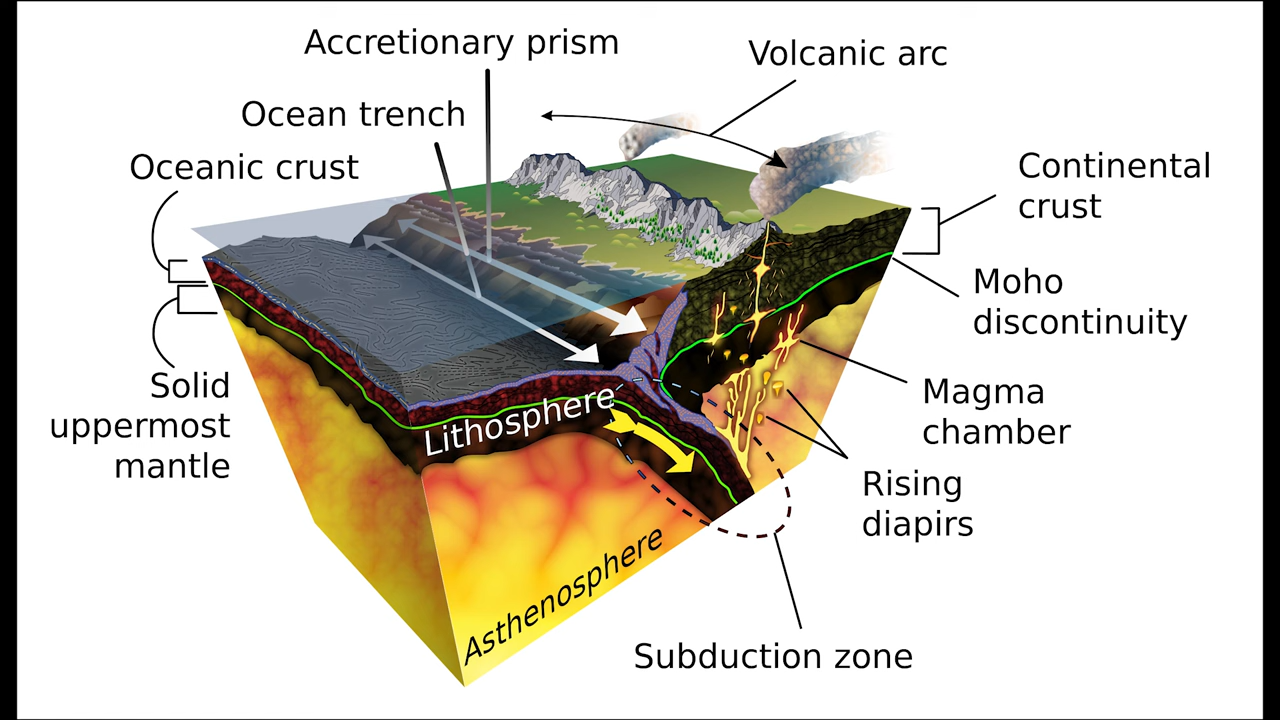 Accretionary prism
Volcanic arc
Ocean trench
Oceanic crust
Continental
crust
Moho
discontinuity
Solid
uppermost
mantle
Lithosphere
Magma
chamber
Rising
diapirs
Asthenosphere
Subduction zone